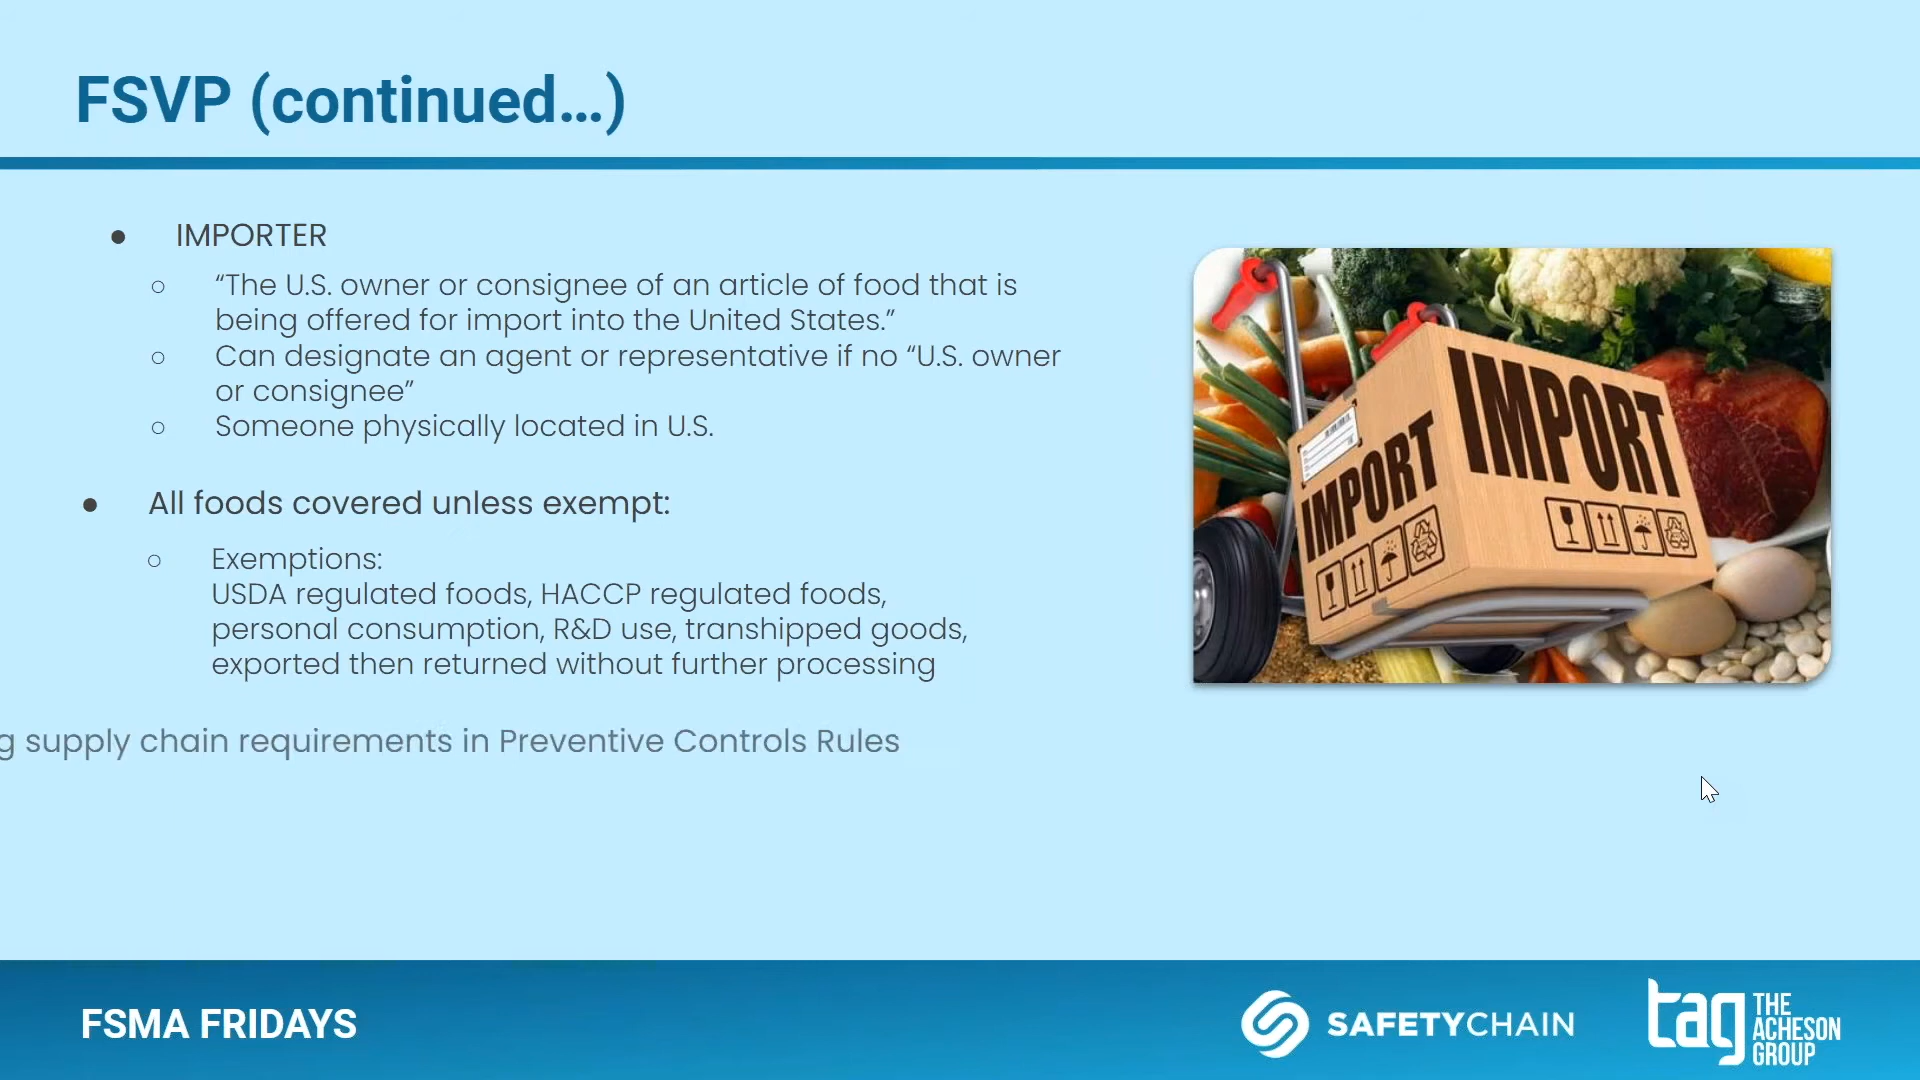 FSVP (continued...)
● IMPORTER
○ “The U.S. owner or consignee of an article of food that is
being offered for import into the United States.”
○ Can designate an agent or representative if no “U.S. owner
or consignee”
○ Someone physically located in U.S.
● All foods covered unless exempt:
○ Exemptions:
USDA regulated foods, HACCP regulated foods,
personal consumption, R&D use, transhipped goods,
exported then returned without further processing
g supply chain requirements in Preventive Controls Rules
IMPORT
IMPORT
FSMA FRIDAYS
SAFETYCHAIN
tag THE
ACHESON
GROUP